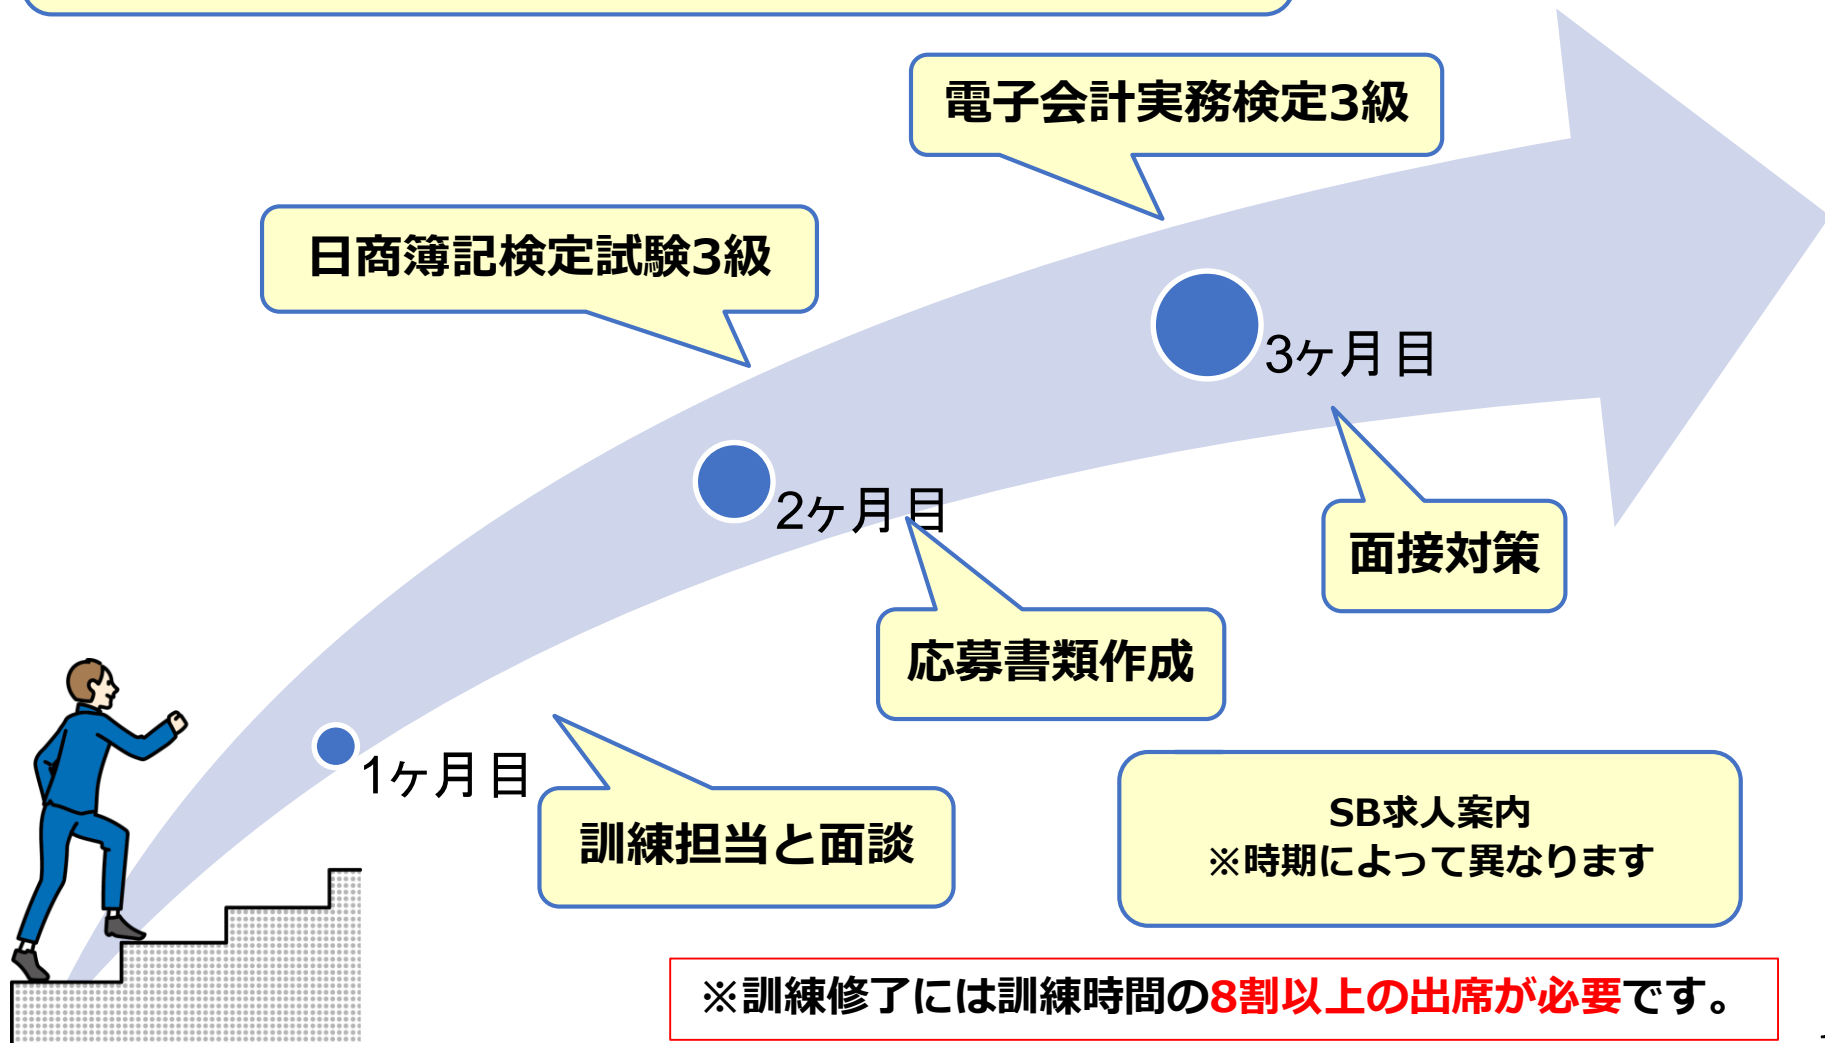 電子会計実務検定3級
日商簿記検定試験3級
3ヶ月目
2ヶ月目
面接対策
応募書類作成
1ヶ月目
訓練担当と面談
SB求人案内
※時期によって異なります
※訓練修了には訓練時間の8割以上の出席が必要です。